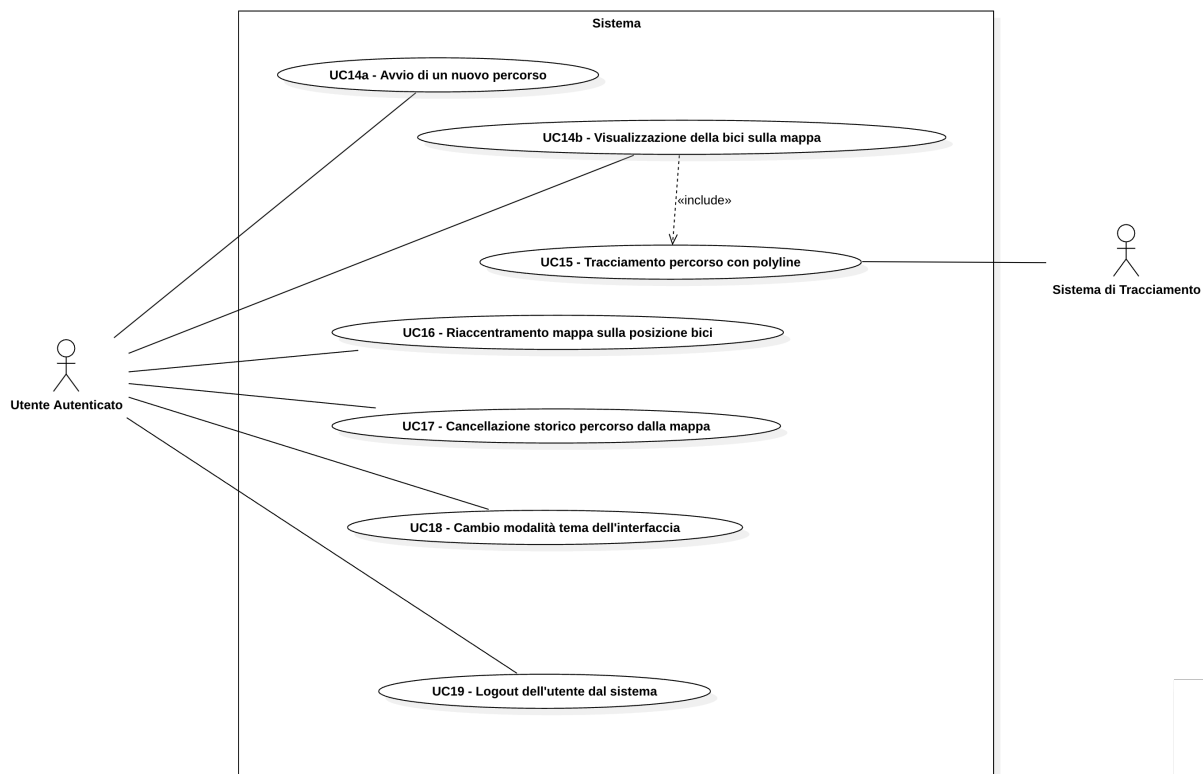 Sistema
UC14a - Avvio di un nuovo percorso
UC14b - Visualizzazione della bici sulla mappa
«include»
UC15 - Tracciamento percorso con polyline
Sistema di Tracciamento
UC16 - Riaccentramento mappa sulla posizione bici
Utente Autenticato
UC17 - Cancellazione storico percorso dalla mappa
UC18 - Cambio modalità tema dell'interfaccia
UC19 - Logout dell'utente dal sistema